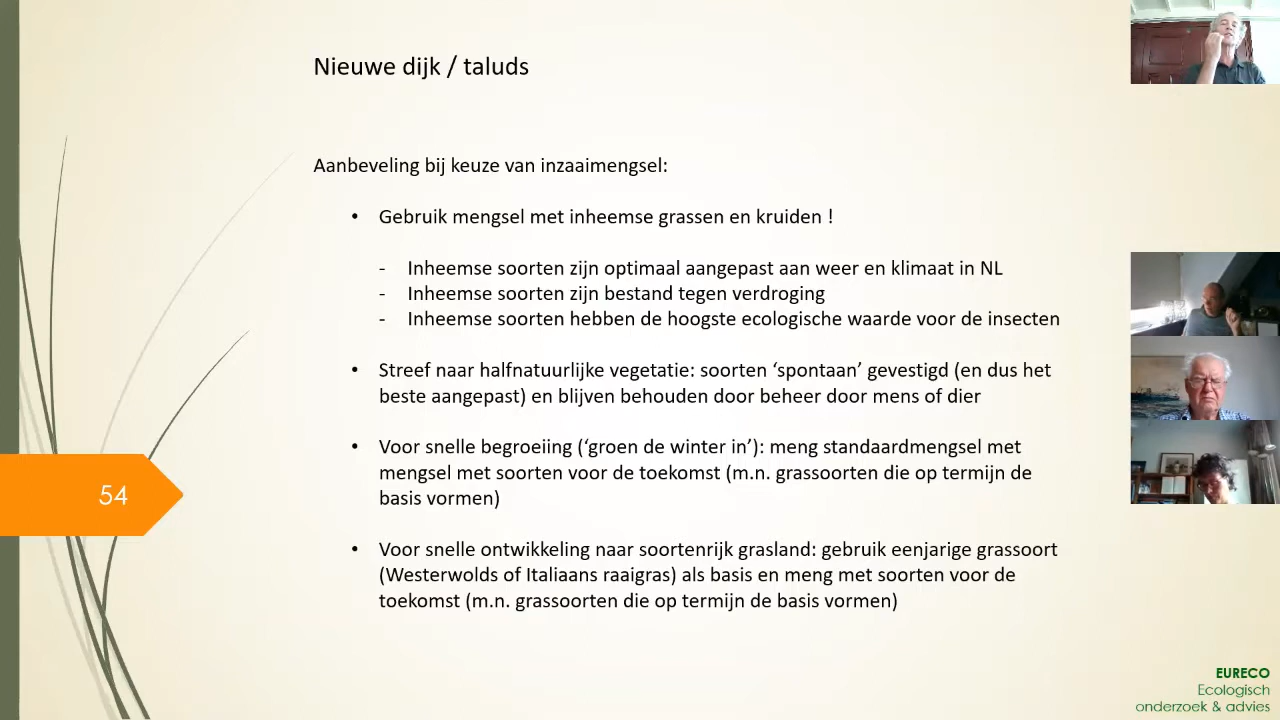 Nieuwe dijk / taluds
Aanbeveling bij keuze van inzaaimengsel:
• Gebruik mengsel met inheemse grassen en kruiden !
- Inheemse soorten zijn optimaal aangepast aan weer en klimaat in NL
- Inheemse soorten zijn bestand tegen verdroging
- Inheemse soorten hebben de hoogste ecologische waarde voor de insecten
• Streef naar halfnatuurlijke vegetatie: soorten ‘spontaan’ gevestigd (en dus het
beste aangepast) en blijven behouden door beheer door mens of dier
• Voor snelle begroeiing (‘groen de winter in’): meng standaardmengsel met
mengsel met soorten voor de toekomst (m.n. grassoorten die op termijn de
basis vormen)
54
• Voor snelle ontwikkeling naar soortenrijk grasland: gebruik eenjarige grassoort
(Westerwolds of Italiaans raaigras) als basis en meng met soorten voor de
toekomst (m.n. grassoorten die op termijn de basis vormen)
EURECO
Ecologisch
onderzoek & advies